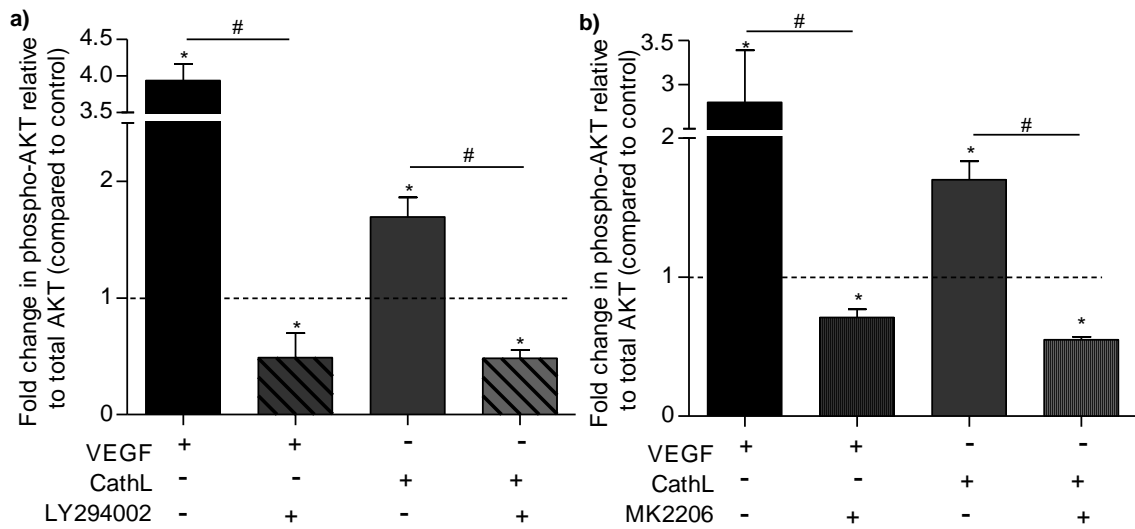 a)
Fold change in phospho-AKT relative
to total AKT (compared to control)
4.5
4.0
3.5
2
1
0
#
*
*
#
*
*
VEGF + + - -
CathL - - + +
LY294002 - + - +
b)
Fold change in phospho-AKT relative
to total AKT (compared to control)
3.5
3
2
1
0
#
*
*
#
*
*
VEGF + + - -
CathL - - + +
MK2206 - + - +